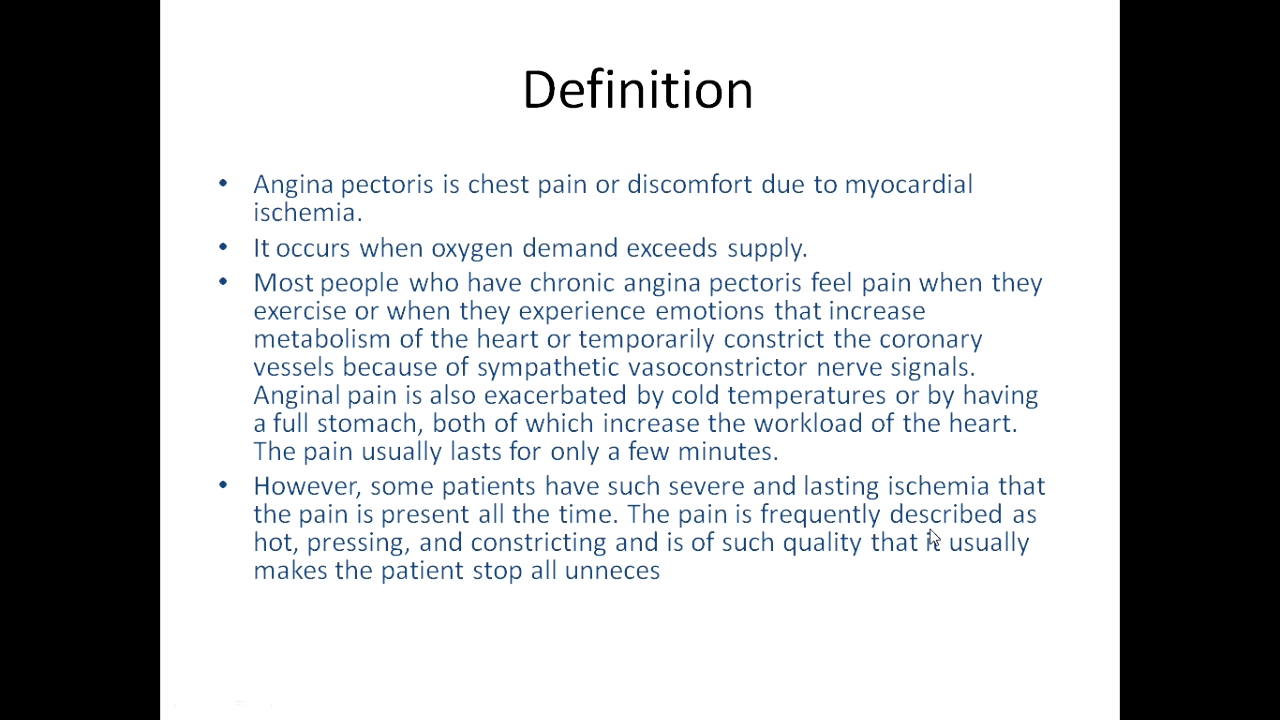 Definition
• Angina pectoris is chest pain or discomfort due to myocardial
ischemia.
• It occurs when oxygen demand exceeds supply.
• Most people who have chronic angina pectoris feel pain when they
exercise or when they experience emotions that increase
metabolism of the heart or temporarily constrict the coronary
vessels because of sympathetic vasoconstrictor nerve signals.
Anginal pain is also exacerbated by cold temperatures or by having
a full stomach, both of which increase the workload of the heart.
The pain usually lasts for only a few minutes.
• However, some patients have such severe and lasting ischemia that
the pain is present all the time. The pain is frequently described as
hot, pressing, and constricting and is of such quality that it usually
makes the patient stop all unneces